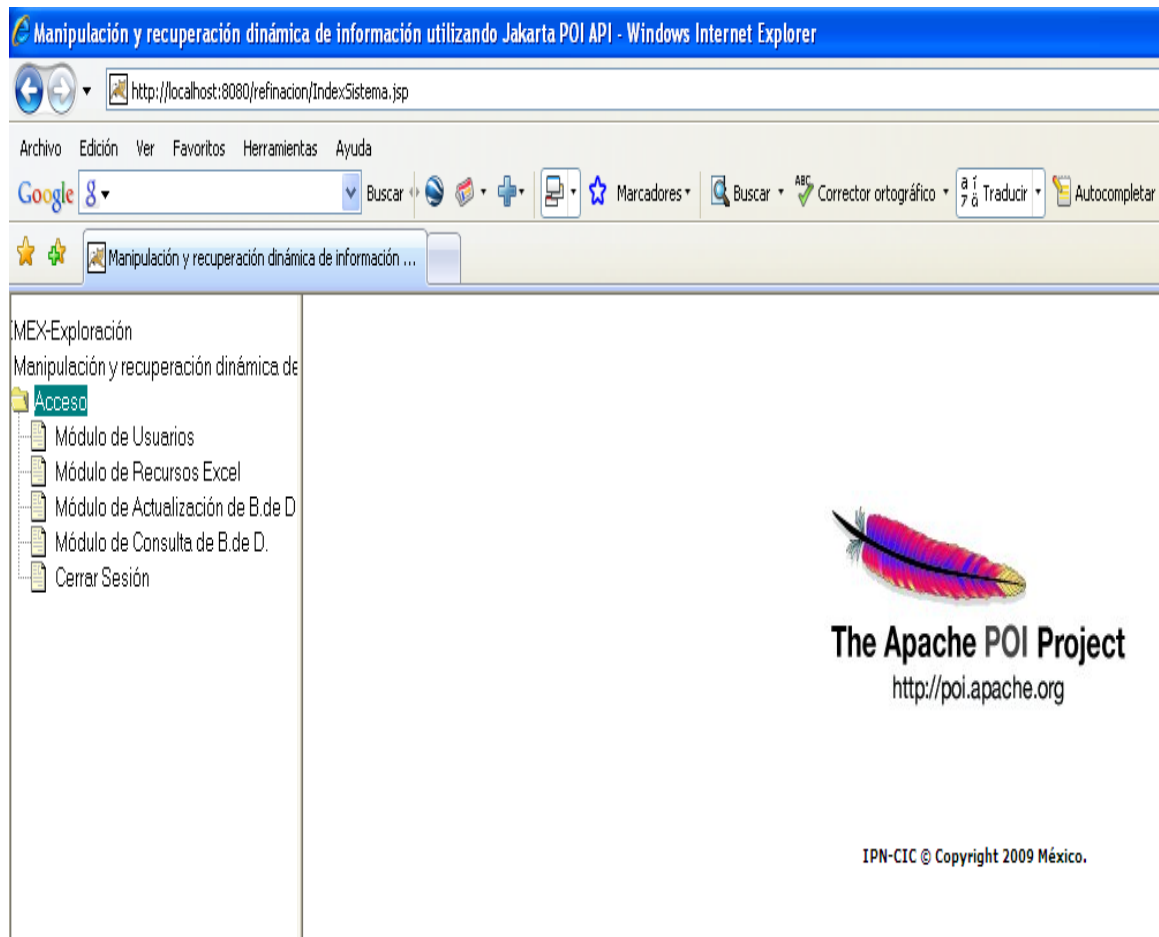 Manipulación y recuperación dinámica de información utilizando Jakarta POI API - Windows Internet Explorer
http://localhost:8080/refinacion/IndexSistema.jsp
Archivo Edición Ver Favoritos Herramientas Ayuda
Google g Buscar Marcadores Buscar ABC Corrector ortográfico Traducir Autocompletar
Manipulación y recuperación dinámica de información ...
MEX-Exploración
Manipulación y recuperación dinámica de
Acceso
Módulo de Usuarios
Módulo de Recursos Excel
Módulo de Actualización de B.de D
Módulo de Consulta de B.de D.
Cerrar Sesión
The Apache POI Project
http://poi.apache.org
IPN-CIC © Copyright 2009 México.